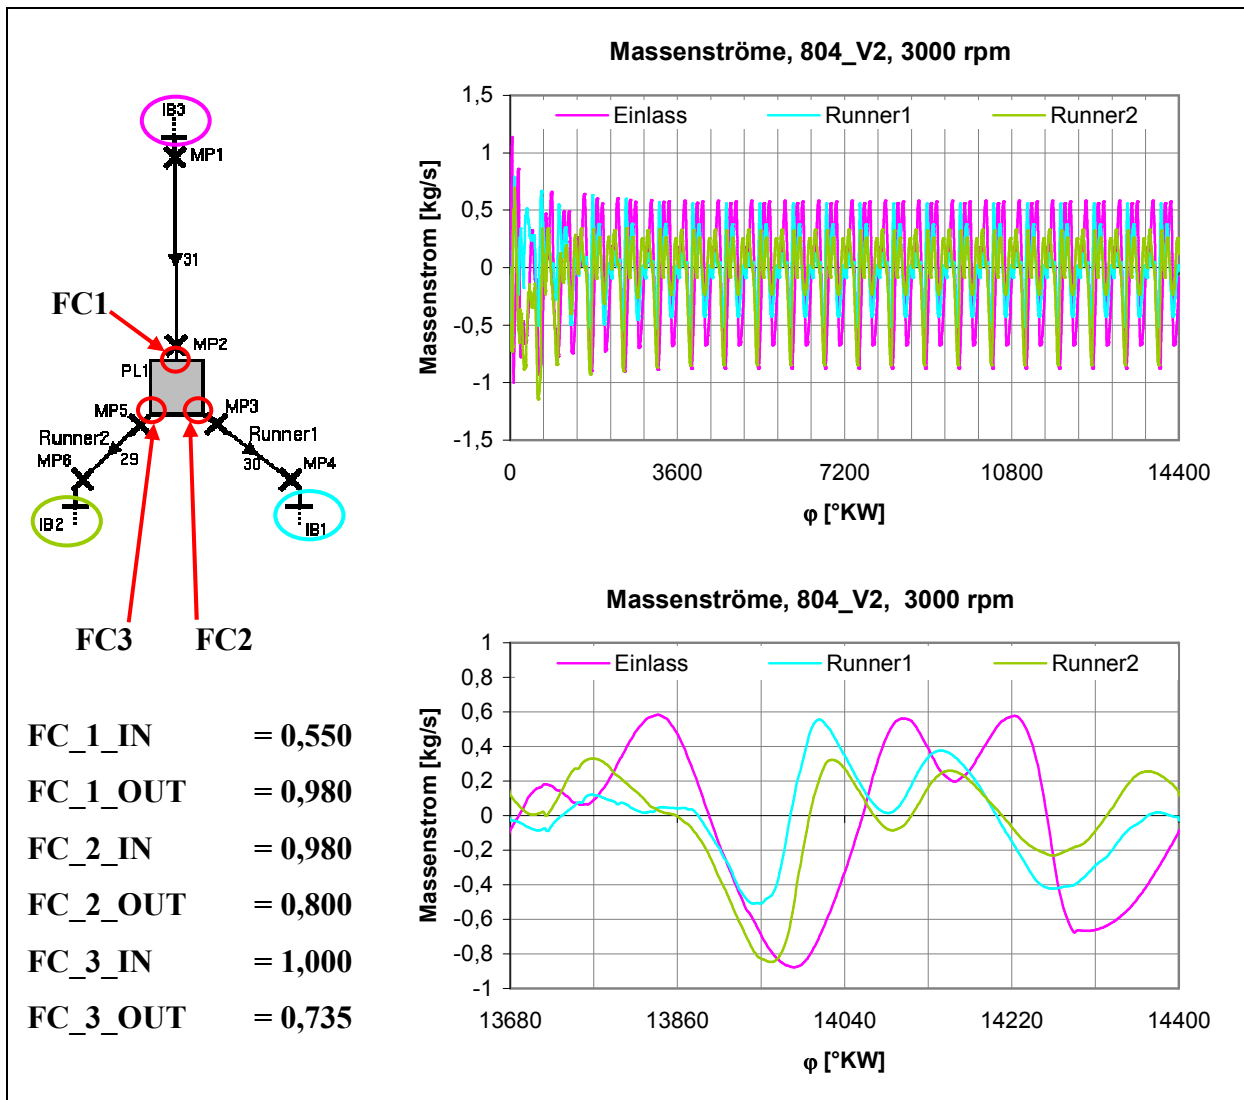 IB3
MP1
31
FC1
MP2
PL1
MP5
MP3
Runner2
Runner1
MP6
29
30
MP4
IB2
IB1
FC3
FC2
FC_1_IN = 0,550
FC_1_OUT = 0,980
FC_2_IN = 0,980
FC_2_OUT = 0,800
FC_3_IN = 1,000
FC_3_OUT = 0,735
Massenströme, 804_V2, 3000 rpm
Einlass Runner1 Runner2
Massenstrom [kg/s]
1,5
1
0,5
0
-0,5
-1
-1,5
0 3600 7200 10800 14400
φ [°KW]
Massenströme, 804_V2, 3000 rpm
Einlass Runner1 Runner2
Massenstrom [kg/s]
1
0,8
0,6
0,4
0,2
0
-0,2
-0,4
-0,6
-0,8
-1
13680 13860 14040 14220 14400
φ [°KW]